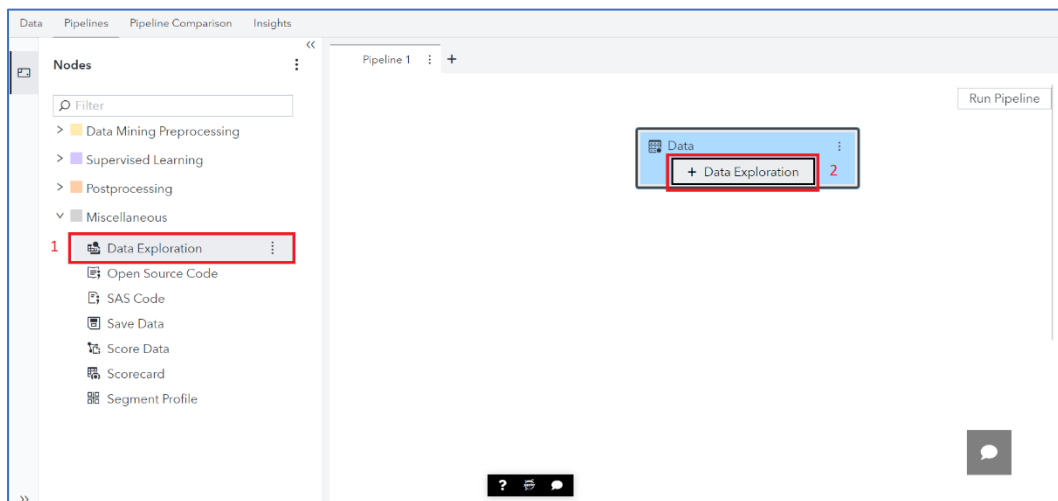 Data Pipelines Pipeline Comparison Insights
Nodes
Filter
Data Mining Preprocessing
Supervised Learning
Postprocessing
Miscellaneous
1 Data Exploration
Open Source Code
SAS Code
Save Data
Score Data
Scorecard
Segment Profile
Pipeline 1 +
Run Pipeline
Data
+ Data Exploration 2
?